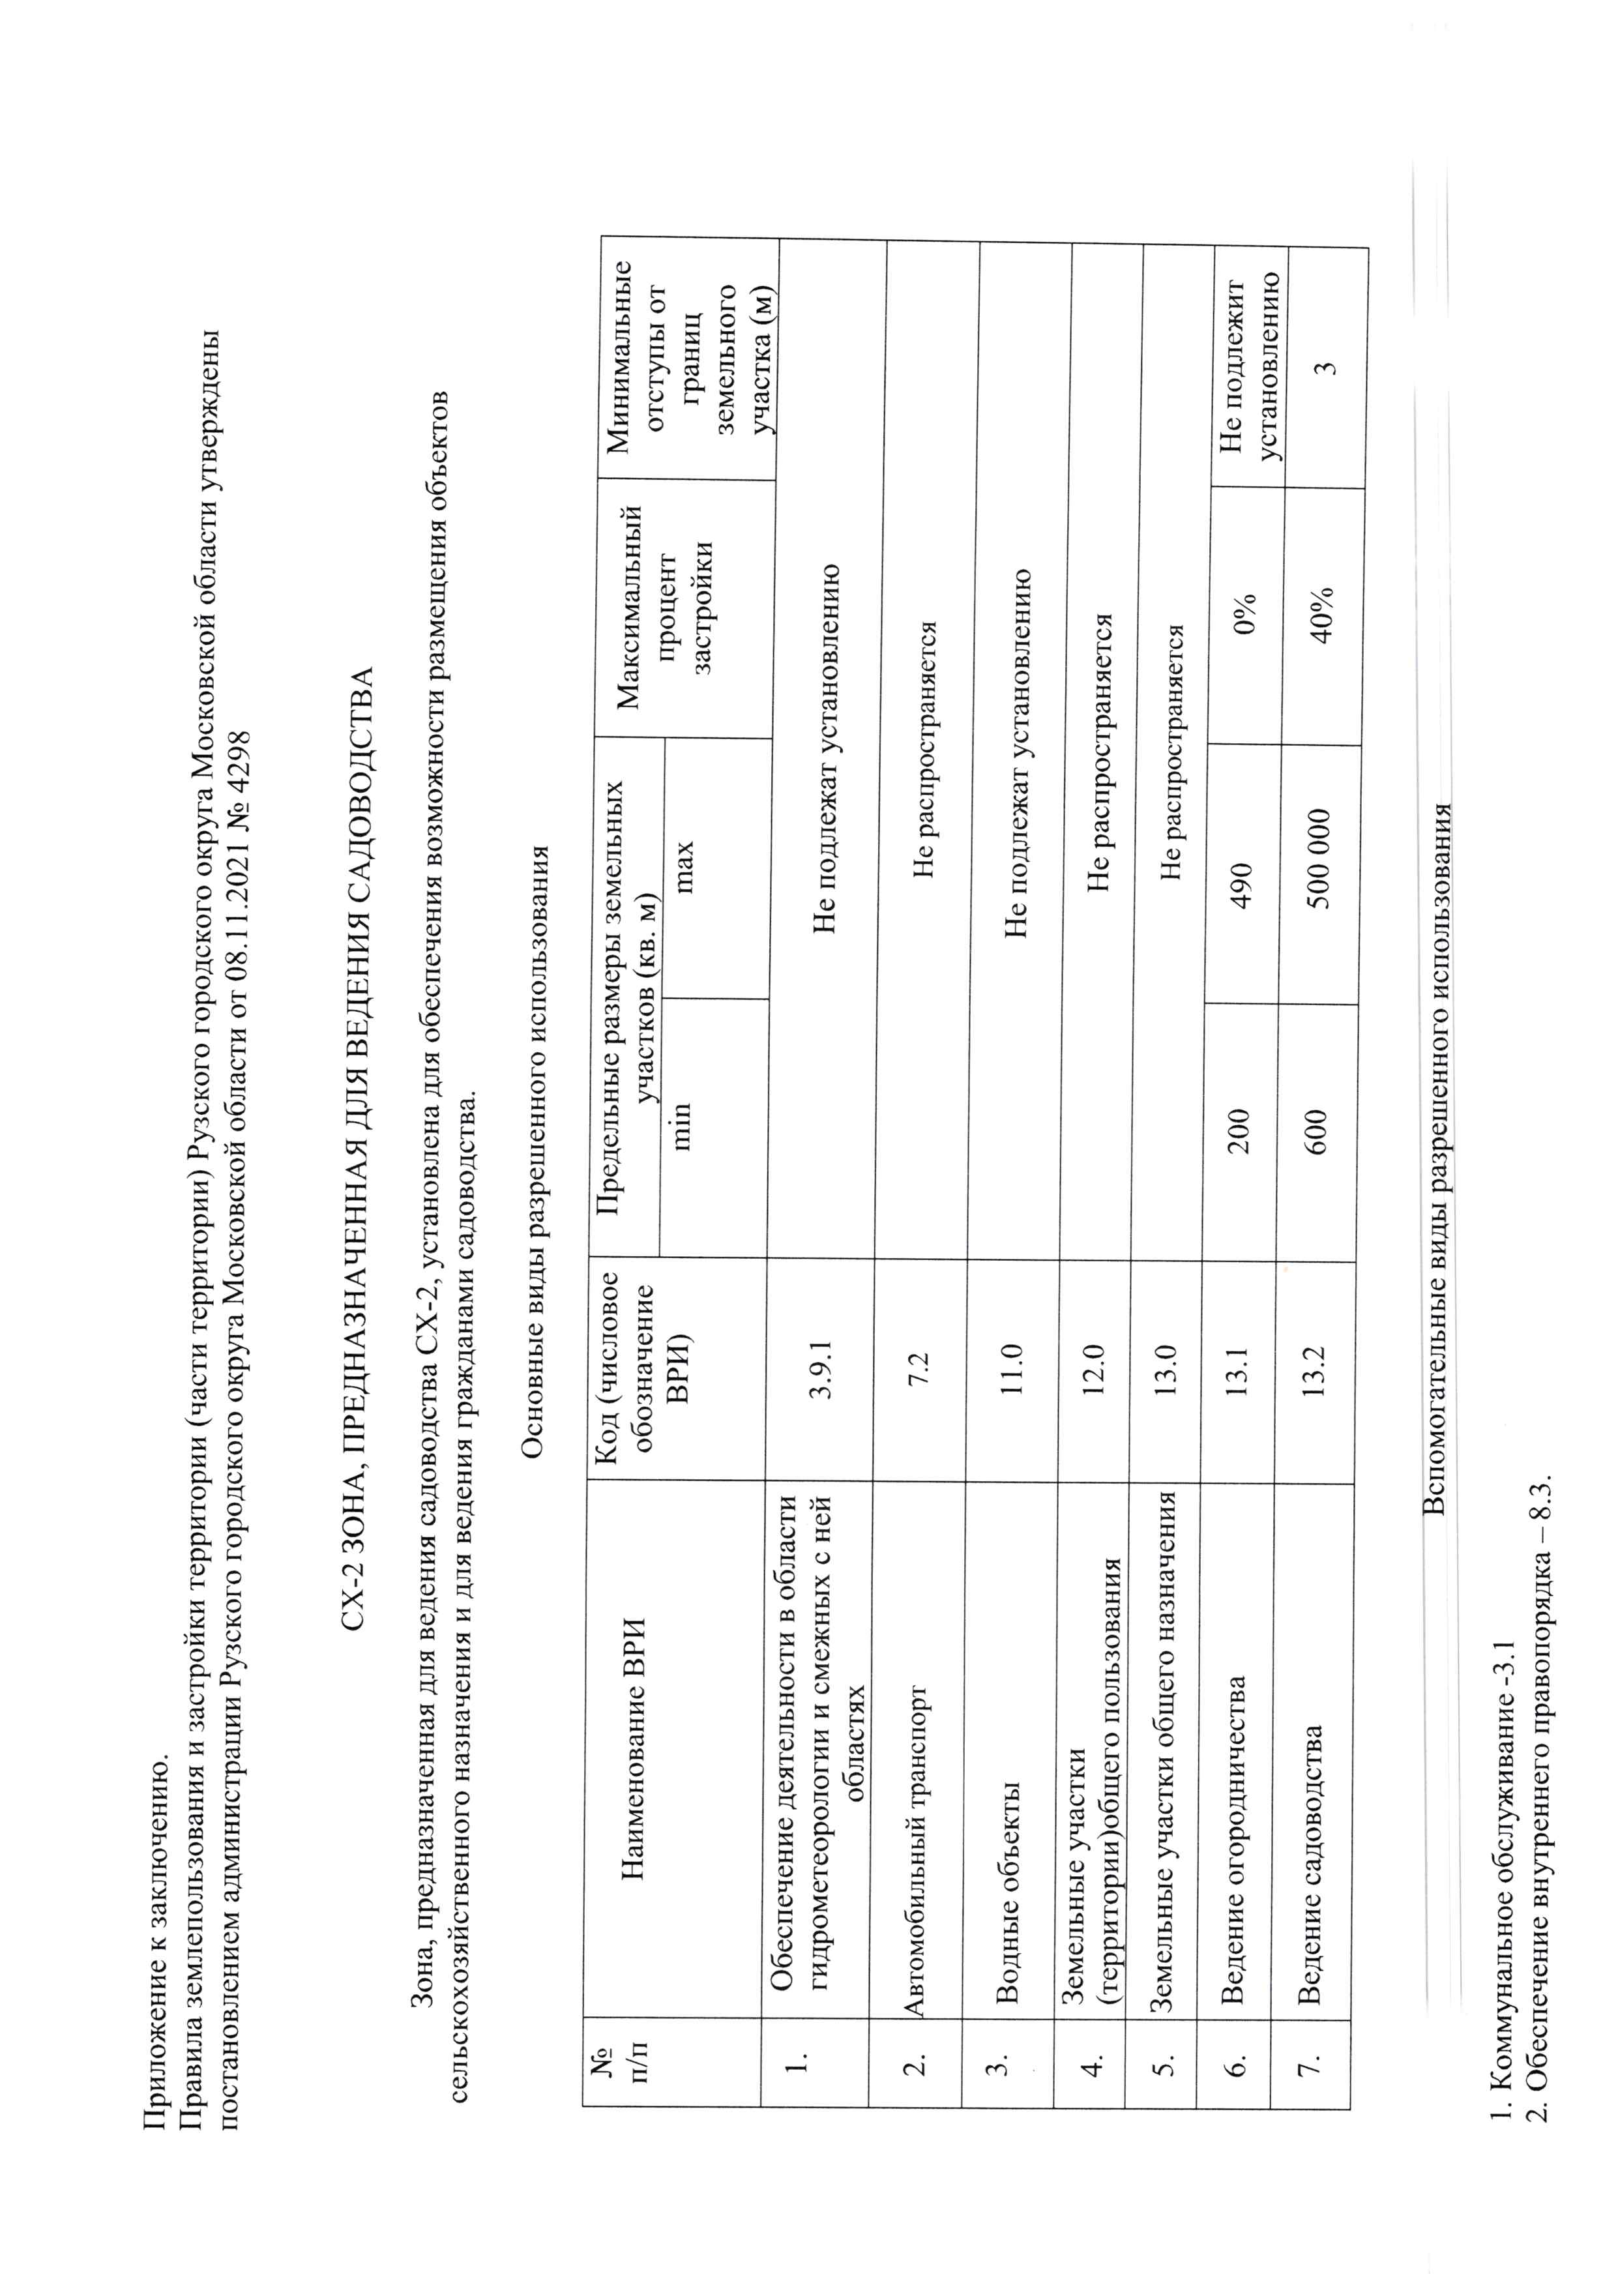 Приложение к заключению.
Правила землепользования и застройки территории (части территории) Рузского городского округа Московской области утверждены
постановлением администрации Рузского городского округа Московской области от 08.11.2021 № 4298
СХ-2 ЗОНА, ПРЕДНАЗНАЧЕННАЯ ДЛЯ ВЕДЕНИЯ САДОВОДСТВА
Зона, предназначенная для ведения садоводства СХ-2, установлена для обеспечения возможности размещения объектов
сельскохозяйственного назначения и для ведения гражданами садоводства.
Основные виды разрешенного использования
№
п/п
Наименование ВРИ
Код (числовое
обозначение
ВРИ)
Предельные размеры земельных
участков (кв. м)
min
max
Максимальный
процент
застройки
Минимальные
отступы от
границ
земельного
участка (м)
1.
Обеспечение деятельности в области
гидрометеорологии и смежных с ней
областях
3.9.1
Не подлежат установлению
2.
Автомобильный транспорт
7.2
Не распространяется
3.
Водные объекты
11.0
Не подлежат установлению
4.
Земельные участки
(территории)общего пользования
12.0
Не распространяется
5.
Земельные участки общего назначения
13.0
Не распространяется
6.
Ведение огородничества
13.1
200
490
0%
Не подлежит
установлению
7.
Ведение садоводства
13.2
600
500 000
40%
3
Вспомогательные виды разрешенного использования
1. Коммунальное обслуживание -3.1
2. Обеспечение внутреннего правопорядка – 8.3.